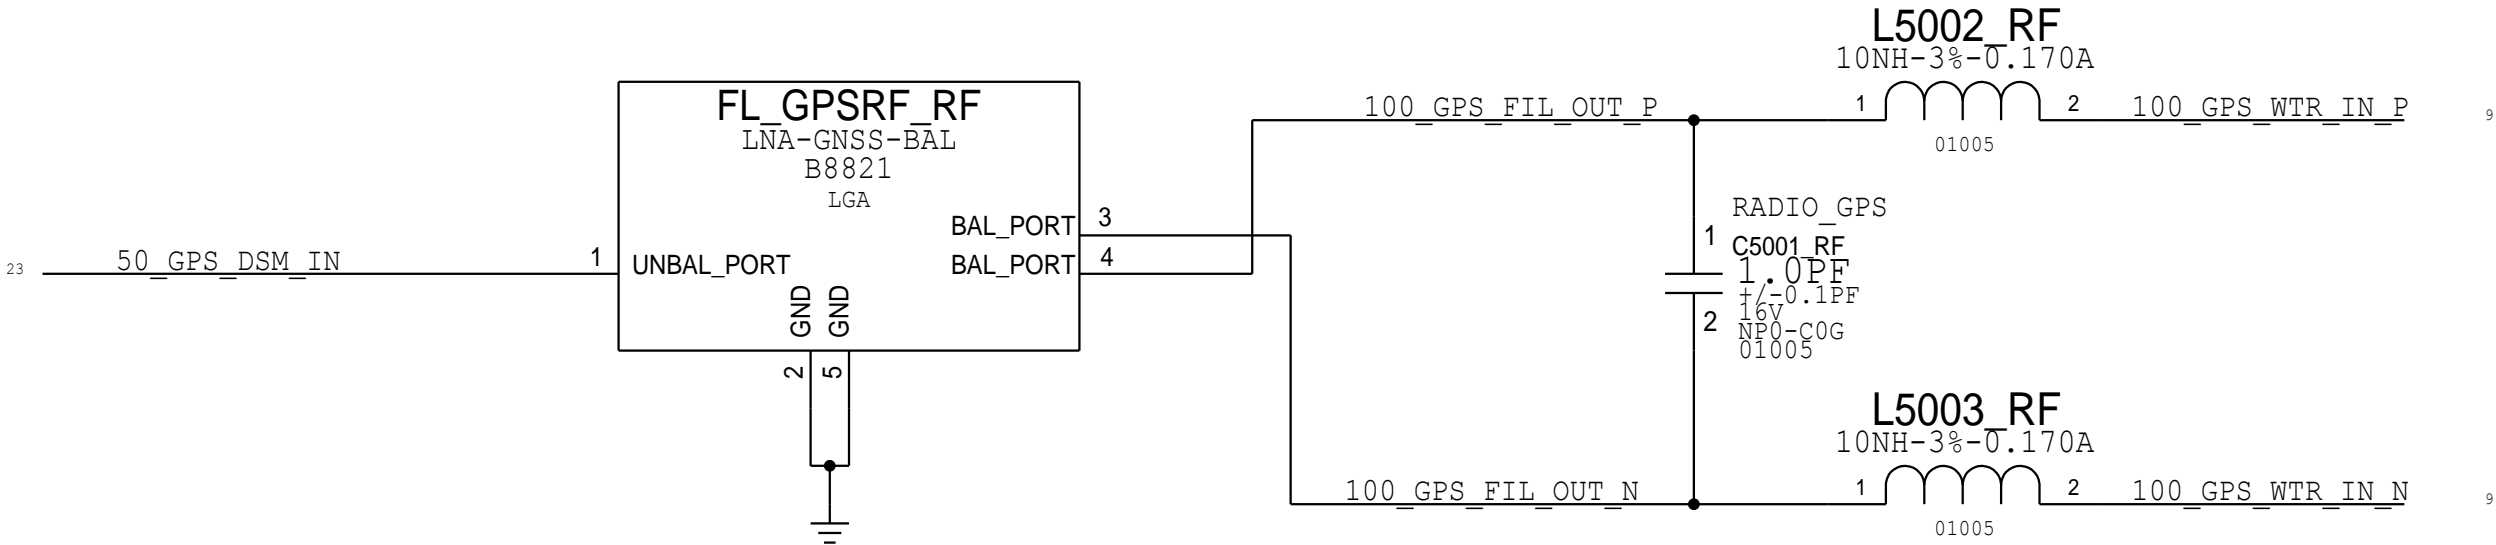 23
50_GPS_DSM_IN
1
FL_GPSRF_RF
LNA-GNSS-BAL
B8821
LGA
UNBAL_PORT
BAL_PORT
3
BAL_PORT
4
GND
GND
2
5
100_GPS_FIL_OUT_P
RADIO_GPS
1
C5001_RF
1.0PF
+/-0.1PF
16V
NP0-C0G
01005
2
100_GPS_FIL_OUT_N
L5002_RF
10NH-3%-0.170A
1
2
01005
100_GPS_WTR_IN_P
9
L5003_RF
10NH-3%-0.170A
1
2
01005
100_GPS_WTR_IN_N
9